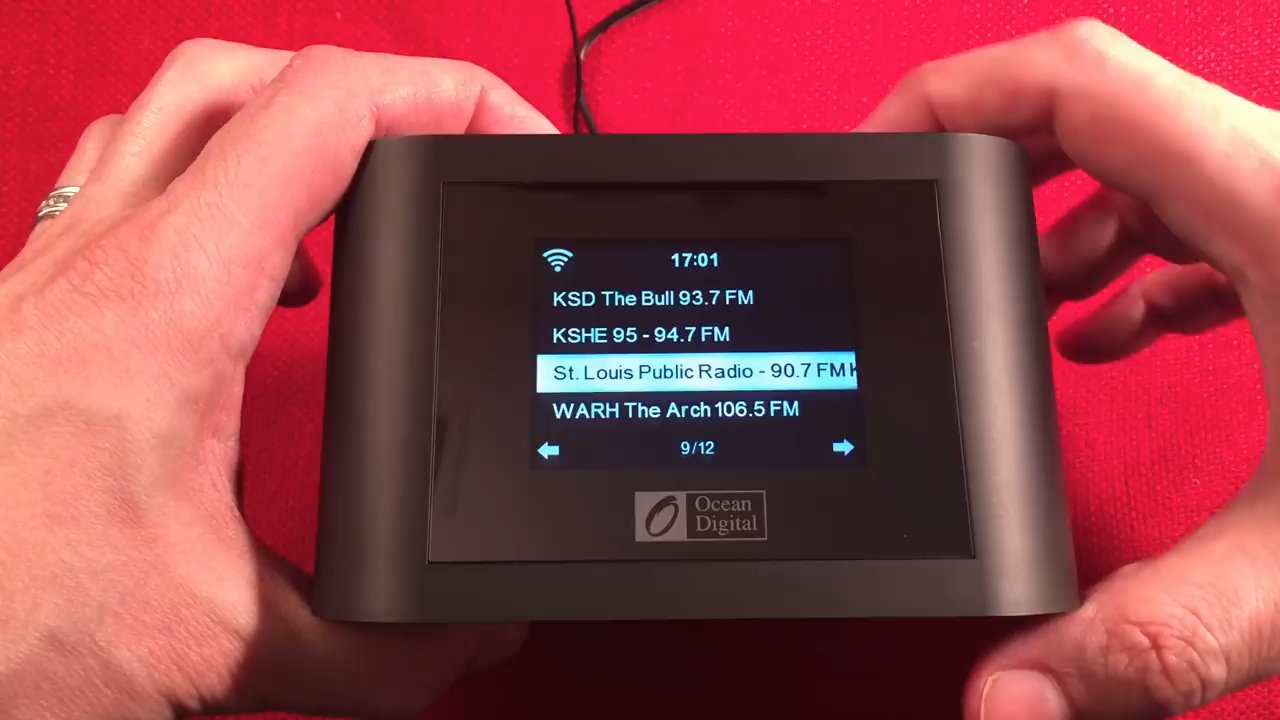 17:01
KSD The Bull 93.7 FM
KSHE 95 - 94.7 FM
St. Louis Public Radio - 90.7 FM K
WARH The Arch 106.5 FM
9/12
Ocean
Digital